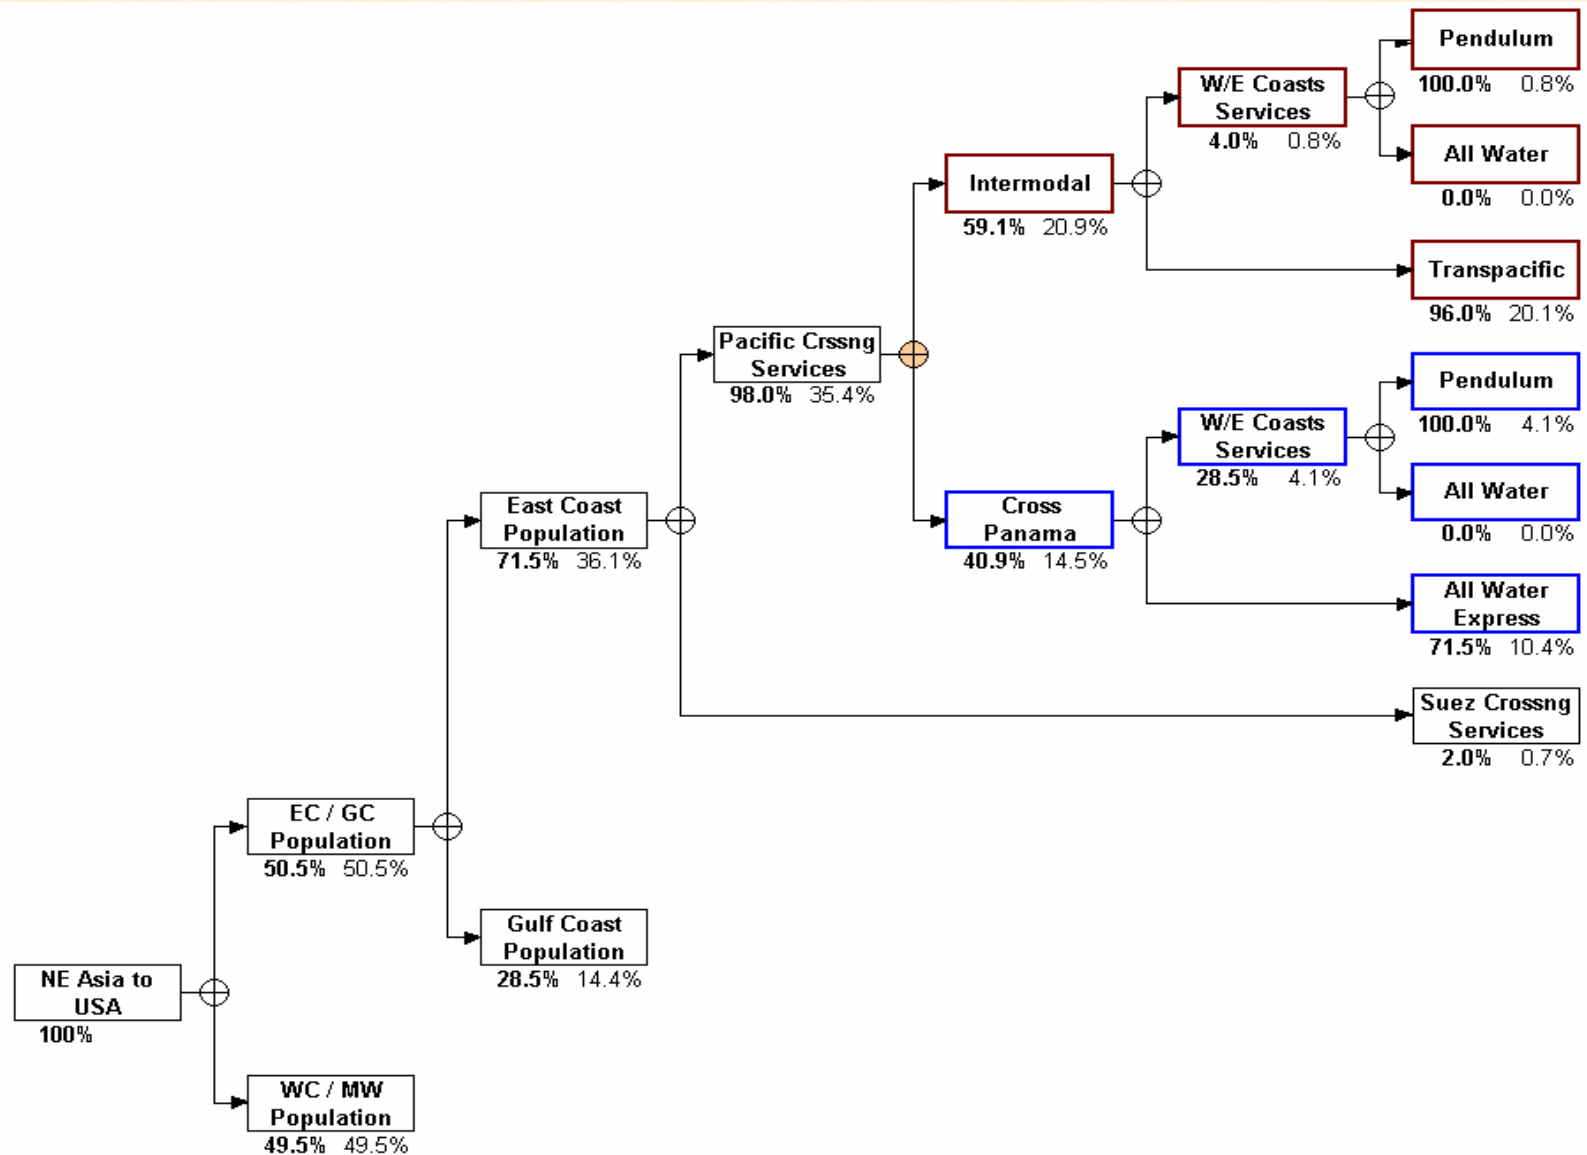 Pendulum
100.0% 0.8%
W/E Coasts
Services
4.0% 0.8%
All Water
0.0% 0.0%
Intermodal
59.1% 20.9%
Transpacific
96.0% 20.1%
Pacific Crssng
Services
98.0% 35.4%
Pendulum
100.0% 4.1%
W/E Coasts
Services
28.5% 4.1%
All Water
0.0% 0.0%
East Coast
Population
71.5% 36.1%
Cross
Panama
40.9% 14.5%
All Water
Express
71.5% 10.4%
Suez Crossng
Services
2.0% 0.7%
EC / GC
Population
50.5% 50.5%
Gulf Coast
Population
28.5% 14.4%
NE Asia to
USA
100%
WC / MW
Population
49.5% 49.5%